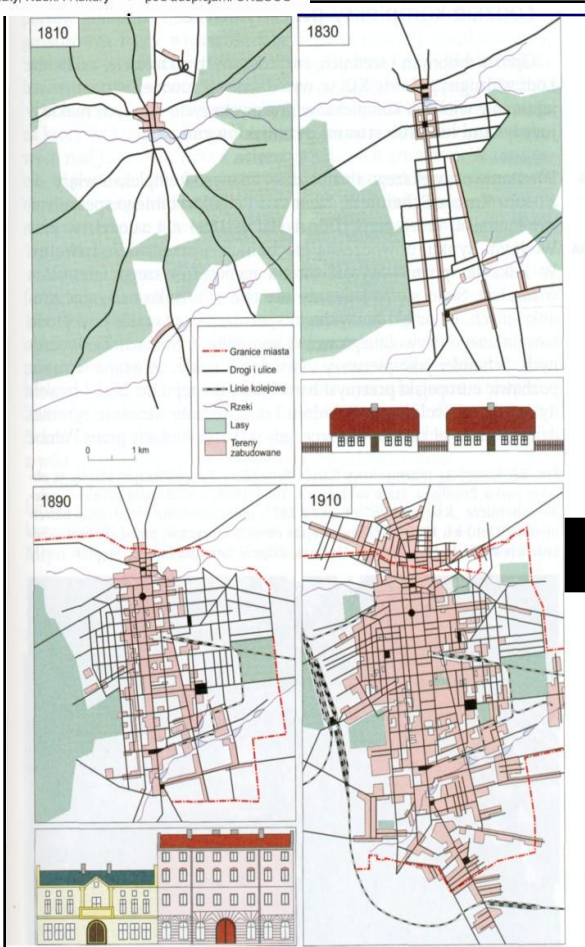 1810
1830
Granice miasta
Drogi i ulice
Linie kolejowe
Rzeki
Lasy
Tereny
zabudowane
0 1 km
1890
1910